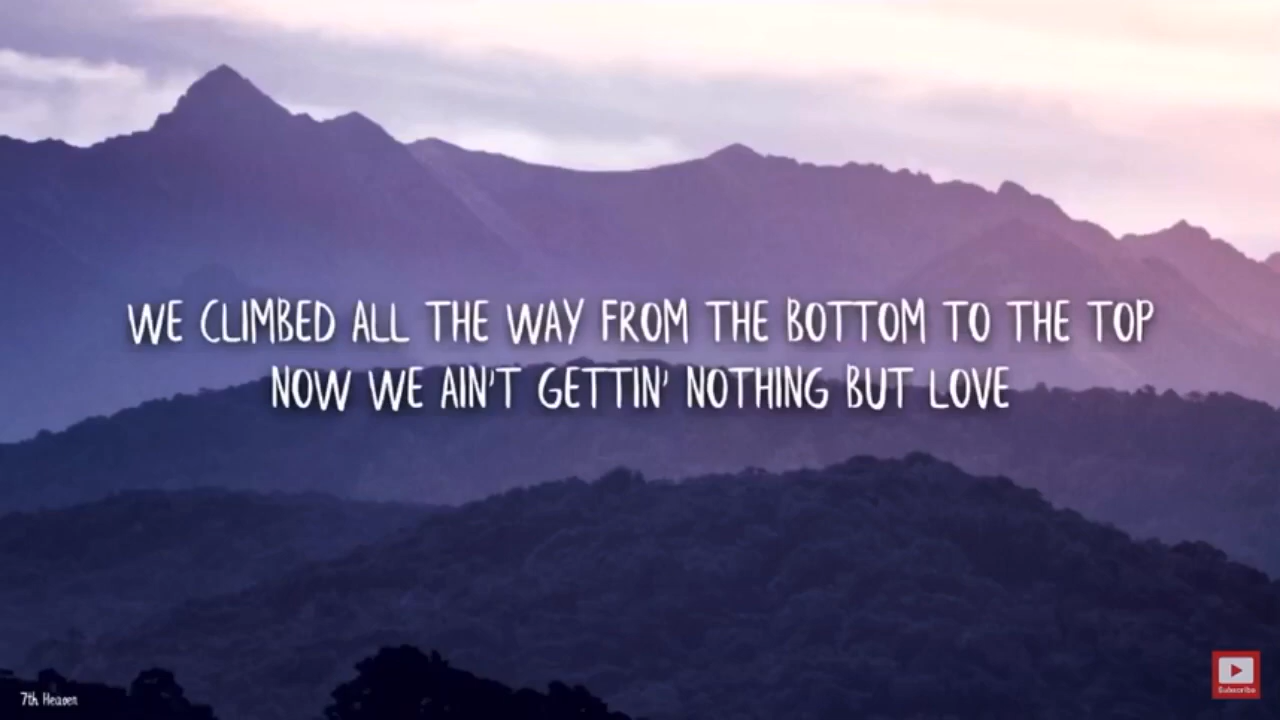 WE CLIMBED ALL THE WAY FROM THE BOTTOM TO THE TOP
NOW WE AIN'T GETTIN' NOTHING BUT LOVE
7th Heaven
Subscribe